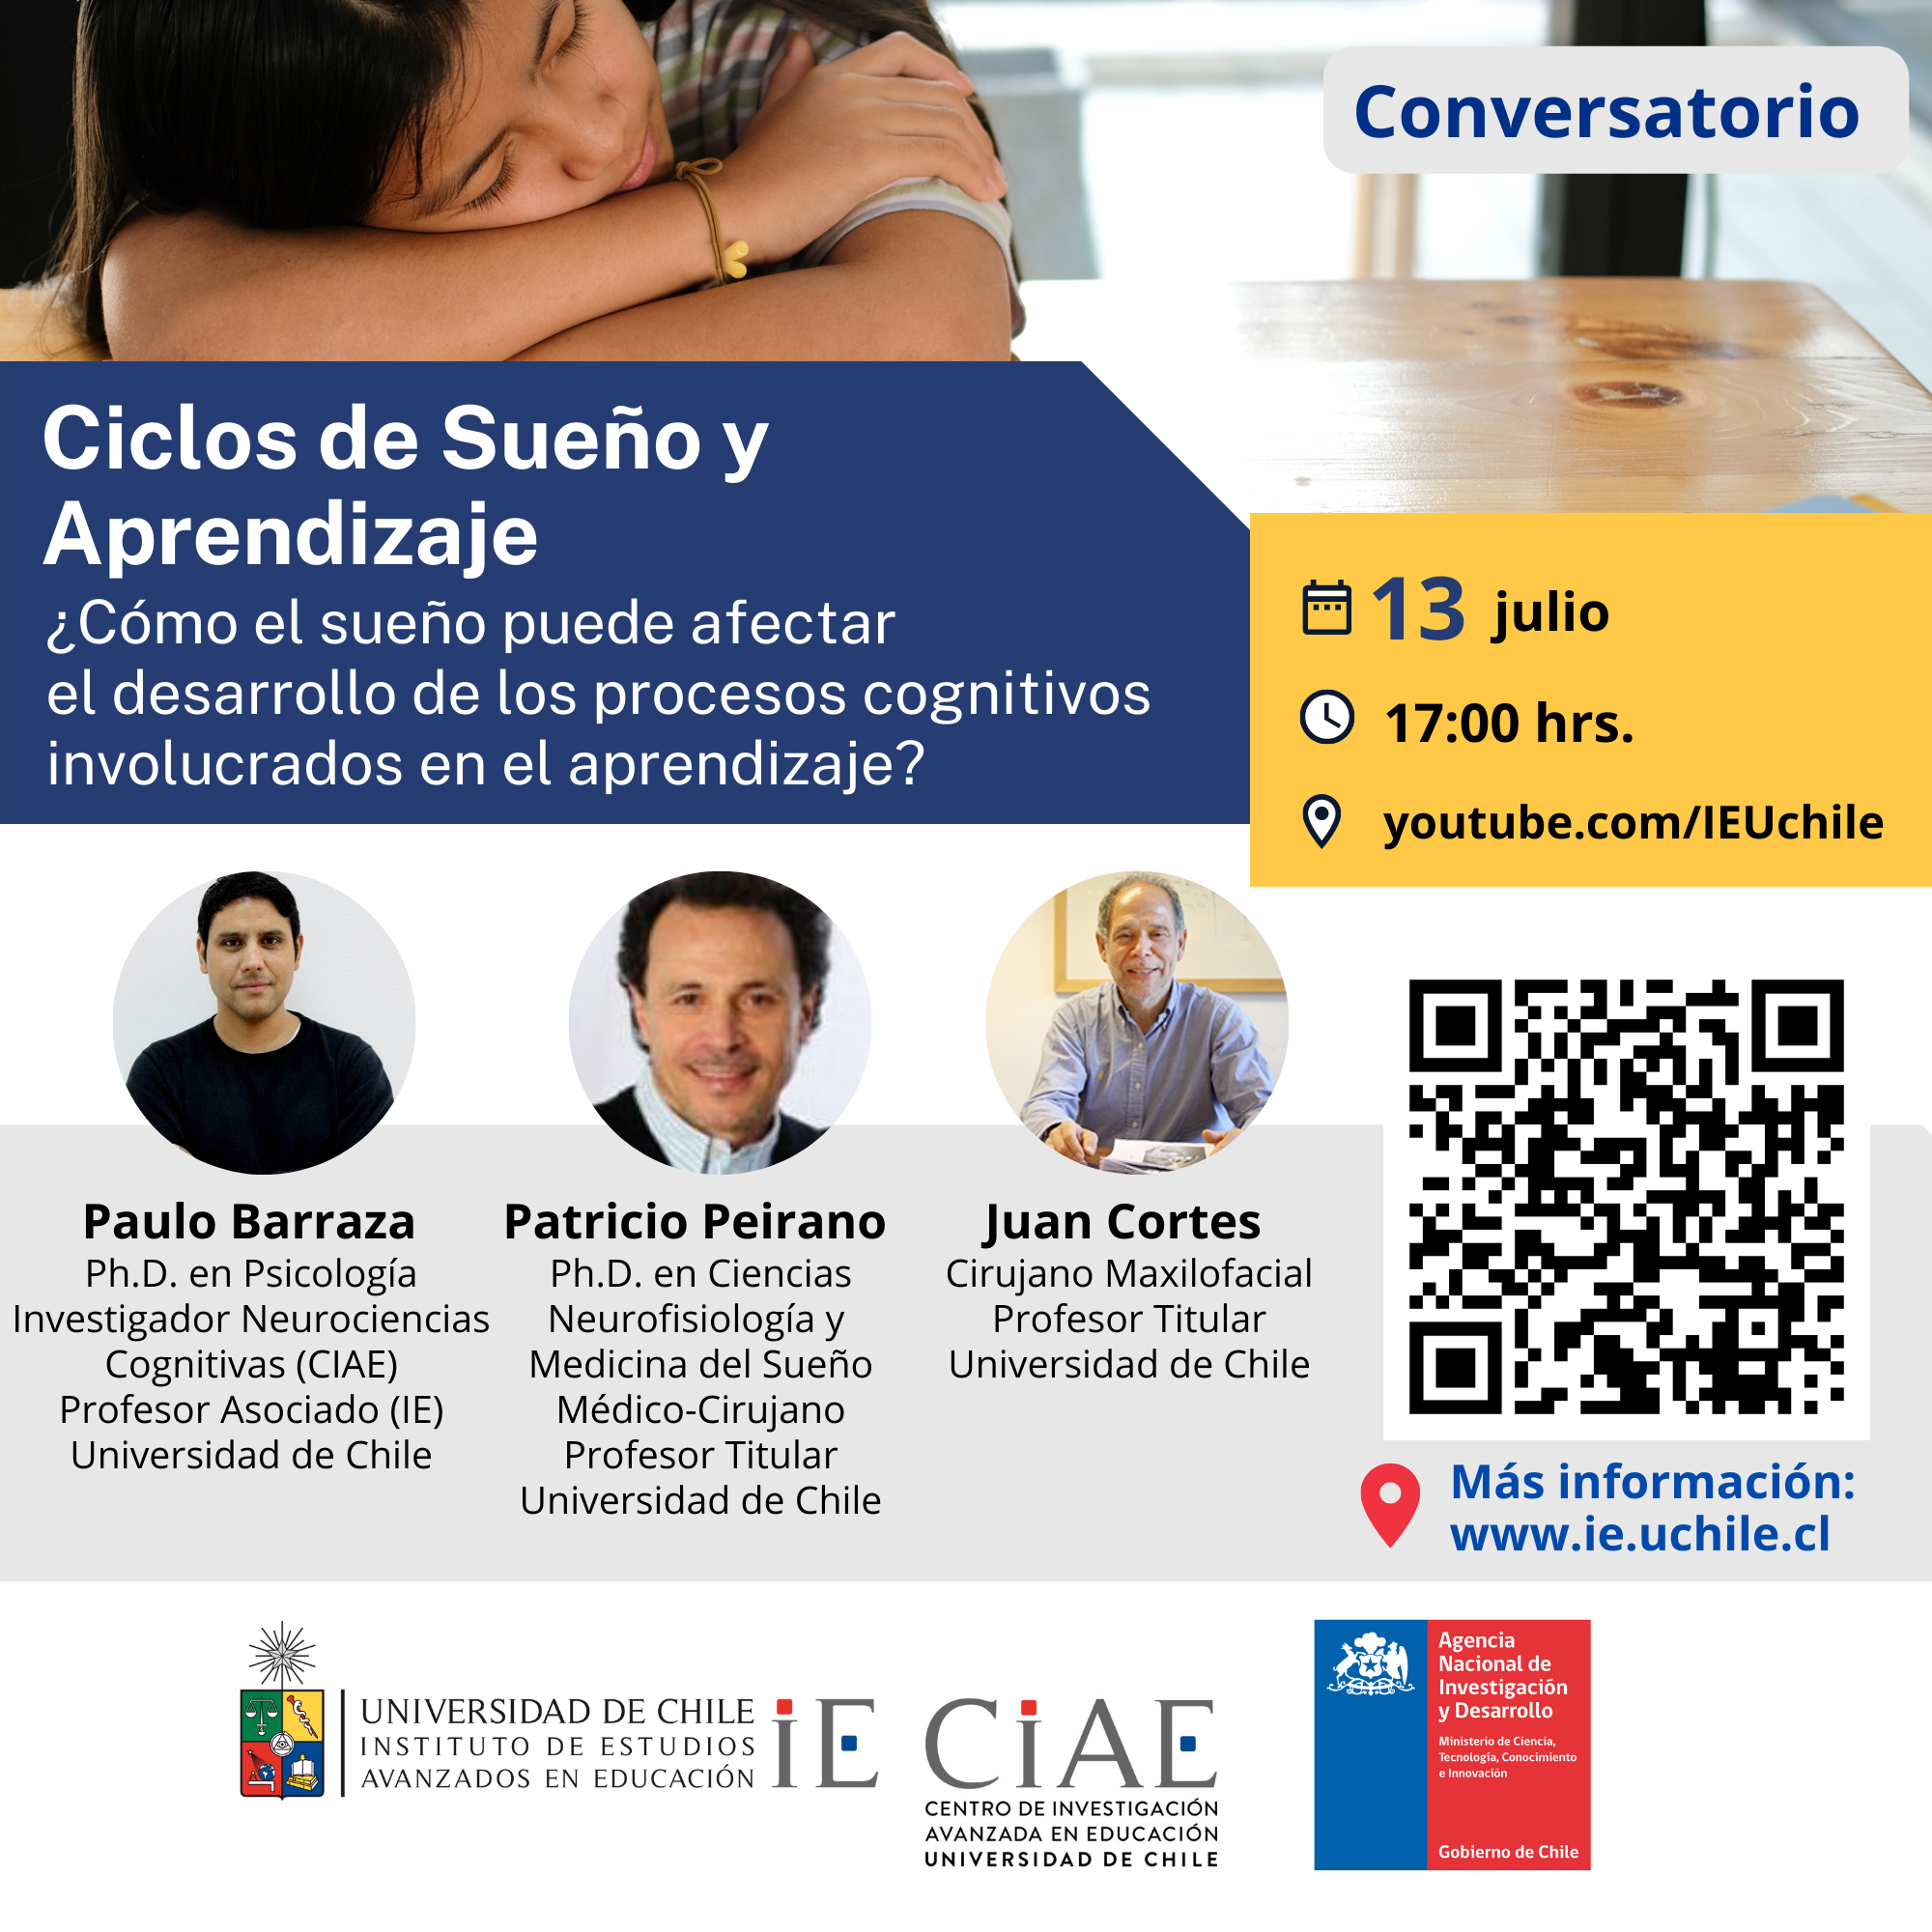 Conversatorio
Ciclos de Sueño y
Aprendizaje
¿Cómo el sueño puede afectar
el desarrollo de los procesos cognitivos
involucrados en el aprendizaje?
13 julio
17:00 hrs.
youtube.com/IEUchile
Paulo Barraza
Ph.D. en Psicología
Investigador Neurociencias
Cognitivas (CIAE)
Profesor Asociado (IE)
Universidad de Chile
Patricio Peirano
Ph.D. en Ciencias
Neurofisiología y
Medicina del Sueño
Médico-Cirujano
Profesor Titular
Universidad de Chile
Juan Cortes
Cirujano Maxilofacial
Profesor Titular
Universidad de Chile
Más información:
www.ie.uchile.cl
UNIVERSIDAD DE CHILE
INSTITUTO DE ESTUDIOS
AVANZADOS EN EDUCACIÓN
iE
CiAE
CENTRO DE INVESTIGACIÓN
AVANZADA EN EDUCACIÓN
UNIVERSIDAD DE CHILE
Agencia
Nacional de
Investigación
y Desarrollo
Ministerio de Ciencia,
Tecnología, Conocimiento
e Innovación
Gobierno de Chile